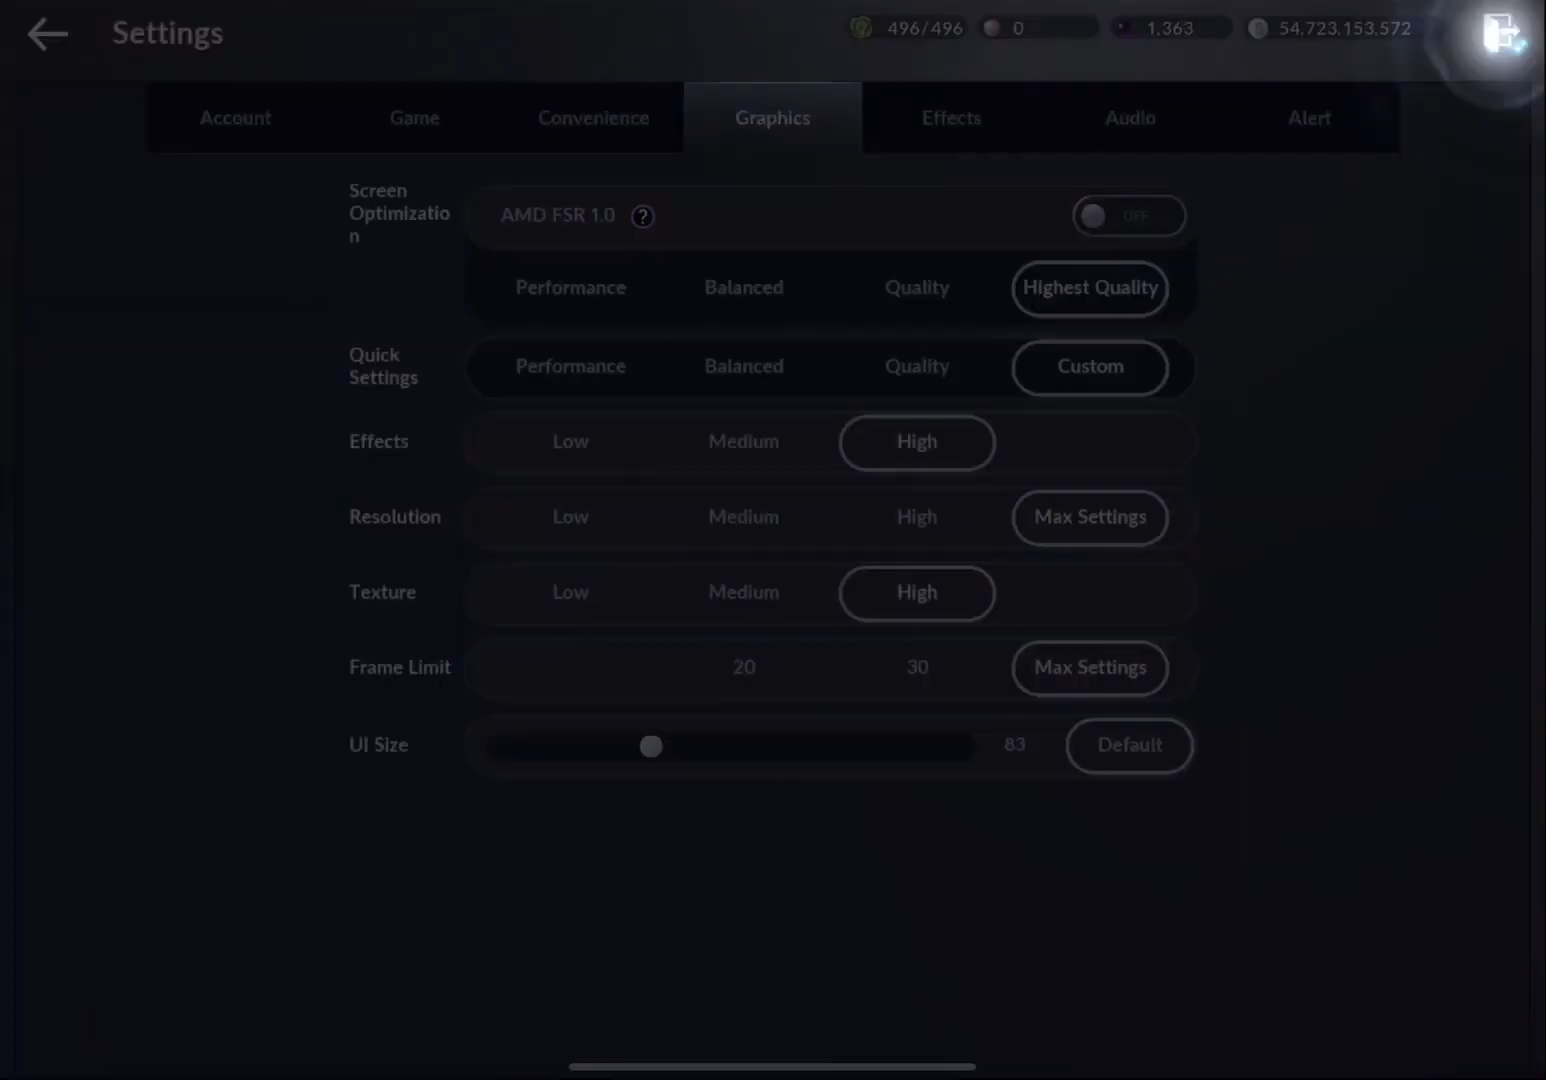 Settings
496/496
0
1,363
54,723,153,572
Account
Game
Convenience
Graphics
Effects
Audio
Alert
Screen
Optimizatio
n
AMD FSR 1.0 ?
OFF
Performance
Balanced
Quality
Highest Quality
Quick
Settings
Performance
Balanced
Quality
Custom
Effects
Low
Medium
High
Resolution
Low
Medium
High
Max Settings
Texture
Low
Medium
High
Frame Limit
20
30
Max Settings
UI Size
83
Default